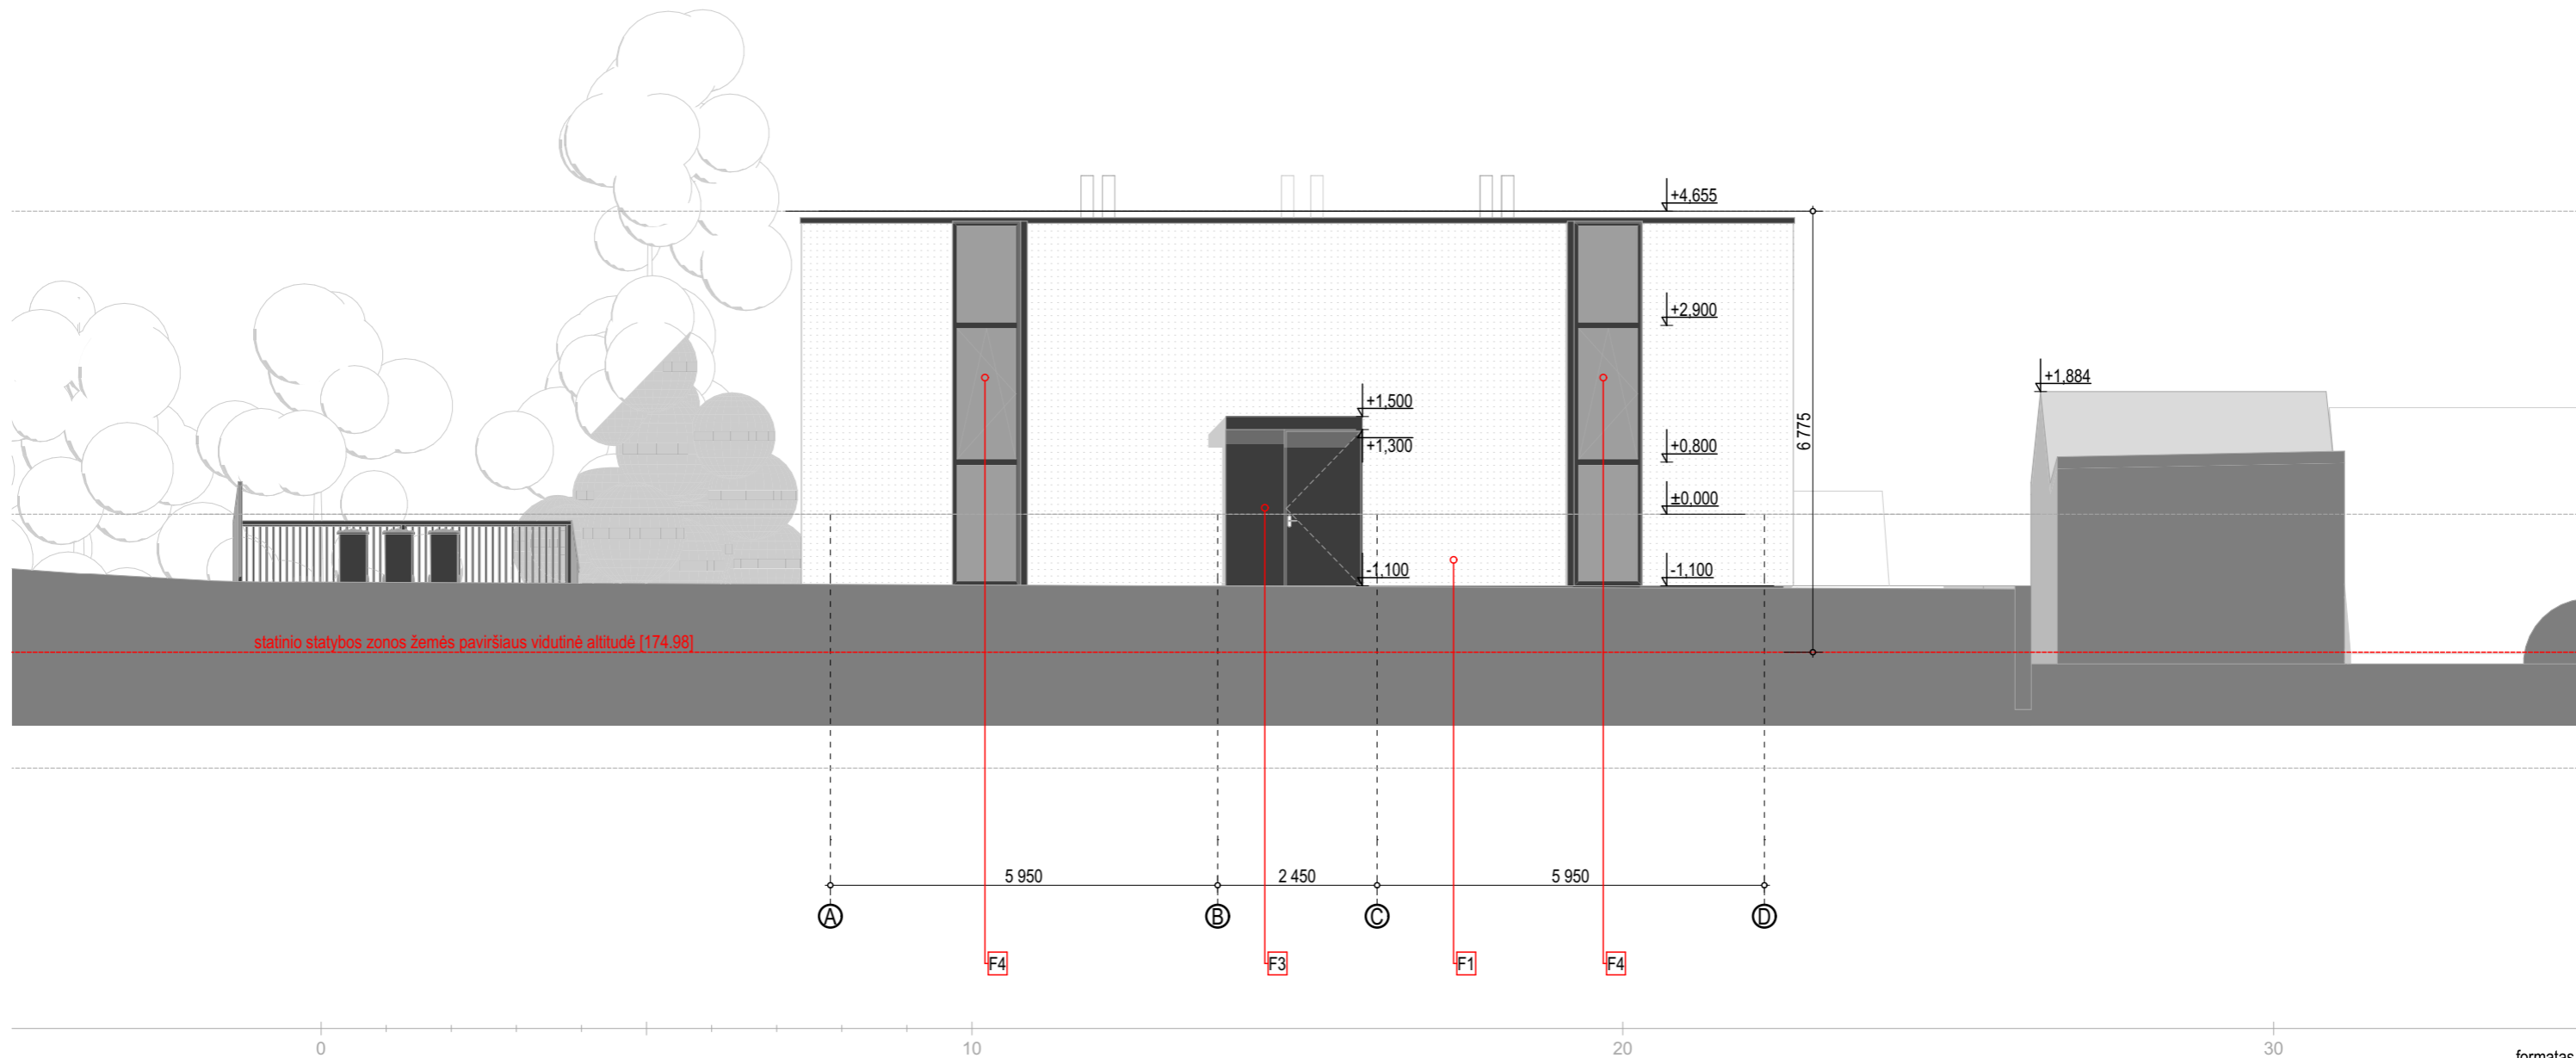 +4,655
+2,900
+1,884
+1,500
6 775
+1,300
+0,800
±0,000
-1,100
-1,100
statinio statybos zonos žemės paviršiaus vidutinė altitudė [174.98]
5 950
2 450
5 950
A
B
C
D
F4
F3
F1
F4
0
10
20
30
formatas